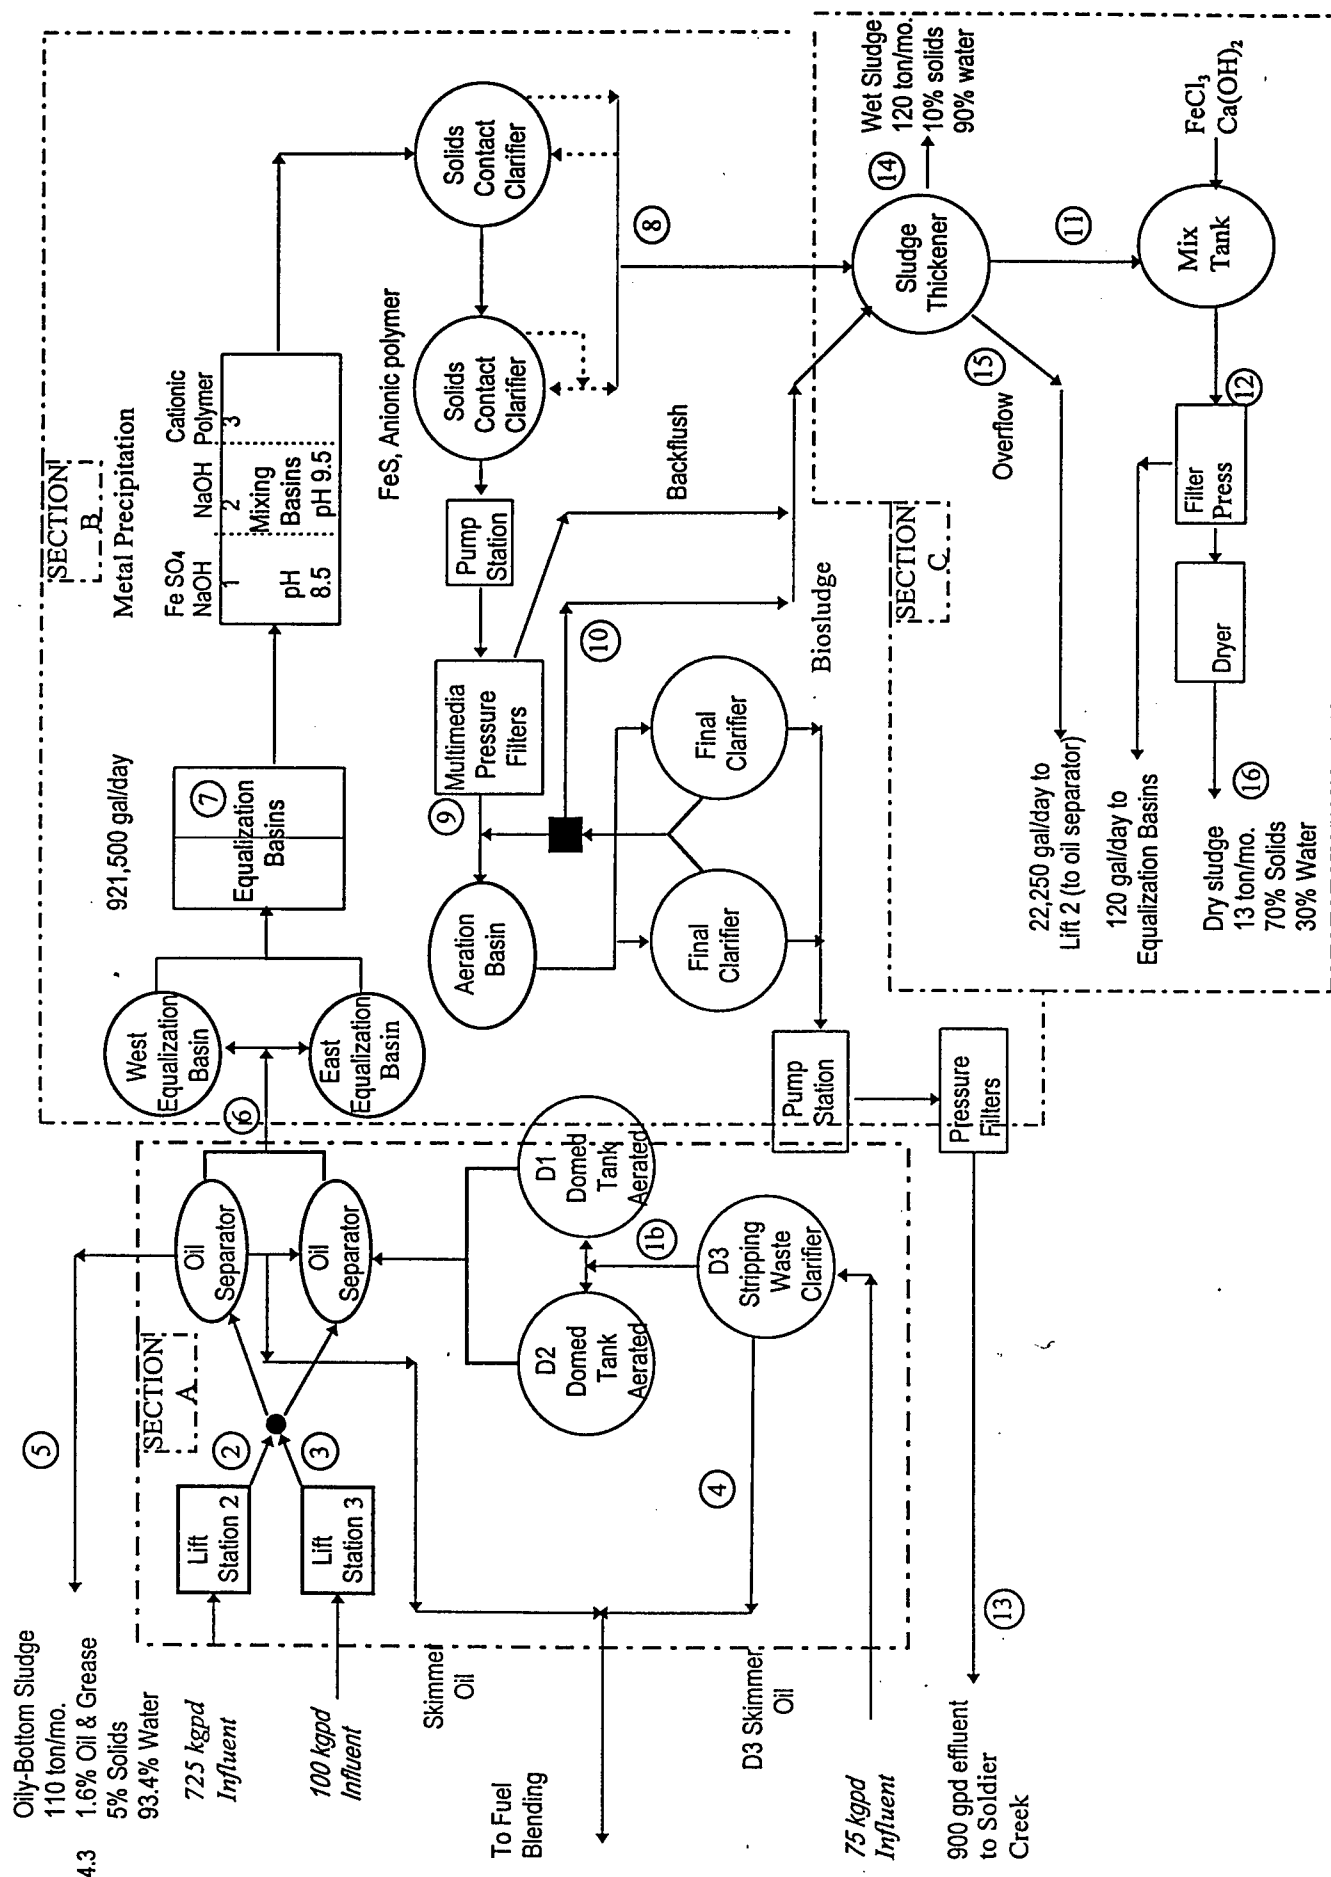 4.3
Oily-Bottom Sludge
110 ton/mo.
1.6% Oil & Grease
5% Solids
93.4% Water
5
725 kgpd
Influent
100 kgpd
Influent
Lift
Station 2
Lift
Station 3
2
3
SECTION
A
Oil
Separator
Oil
Separator
6
Skimmer
Oil
To Fuel
Blending
D3 Skimmer
Oil
75 kgpd
Influent
4
D2
Domed
Tank
Aerated
D1
Domed
Tank
Aerated
1b
D3
Stripping
Waste
Clarifier
900 gpd effluent
to Soldier
Creek
13
Pump
Station
Pressure
Filters
West
Equalization
Basin
East
Equalization
Basin
921,500 gal/day
7
Equalization
Basins
SECTION
B
Metal Precipitation
Fe SO4
NaOH
NaOH
Cationic
Polymer
1
2
3
Mixing
Basins
pH
8.5
pH 9.5
Solids
Contact
Clarifier
Solids
Contact
Clarifier
FeS, Anionic polymer
8
Pump
Station
Multimedia
Pressure
Filters
Backflush
9
10
Biosludge
Aeration
Basin
Final
Clarifier
Final
Clarifier
SECTION
C
Wet Sludge
120 ton/mo.
10% solids
90% water
14
Sludge
Thickener
15
Overflow
11
FeCl3
Ca(OH)2
Mix
Tank
12
Filter
Press
Dryer
22,250 gal/day to
Lift 2 (to oil separator)
120 gal/day to
Equalization Basins
16
Dry sludge
13 ton/mo.
70% Solids
30% Water